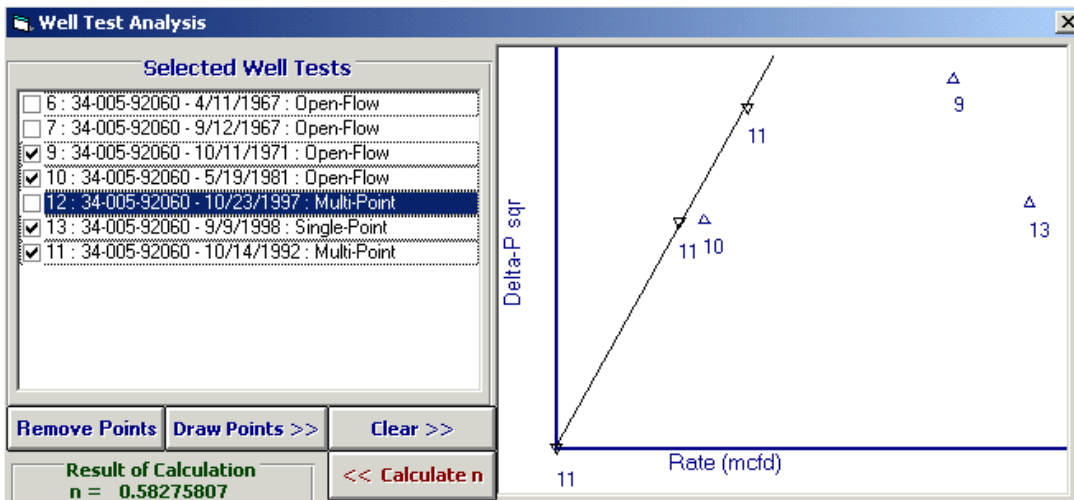 Well Test Analysis
Selected Well Tests
6 : 34-005-92060 - 4/11/1967 : Open-Flow
7 : 34-005-92060 - 9/12/1967 : Open-Flow
9 : 34-005-92060 - 10/11/1971 : Open-Flow
10 : 34-005-92060 - 5/19/1981 : Open-Flow
12 : 34-005-92060 - 10/23/1997 : Multi-Point
13 : 34-005-92060 - 9/9/1998 : Single-Point
11 : 34-005-92060 - 10/14/1992 : Multi-Point
Remove Points
Draw Points >>
Clear >>
Result of Calculation
n = 0.58275807
<< Calculate n
Delta-P sqr
9
11
13
11 10
11
Rate (mcfd)